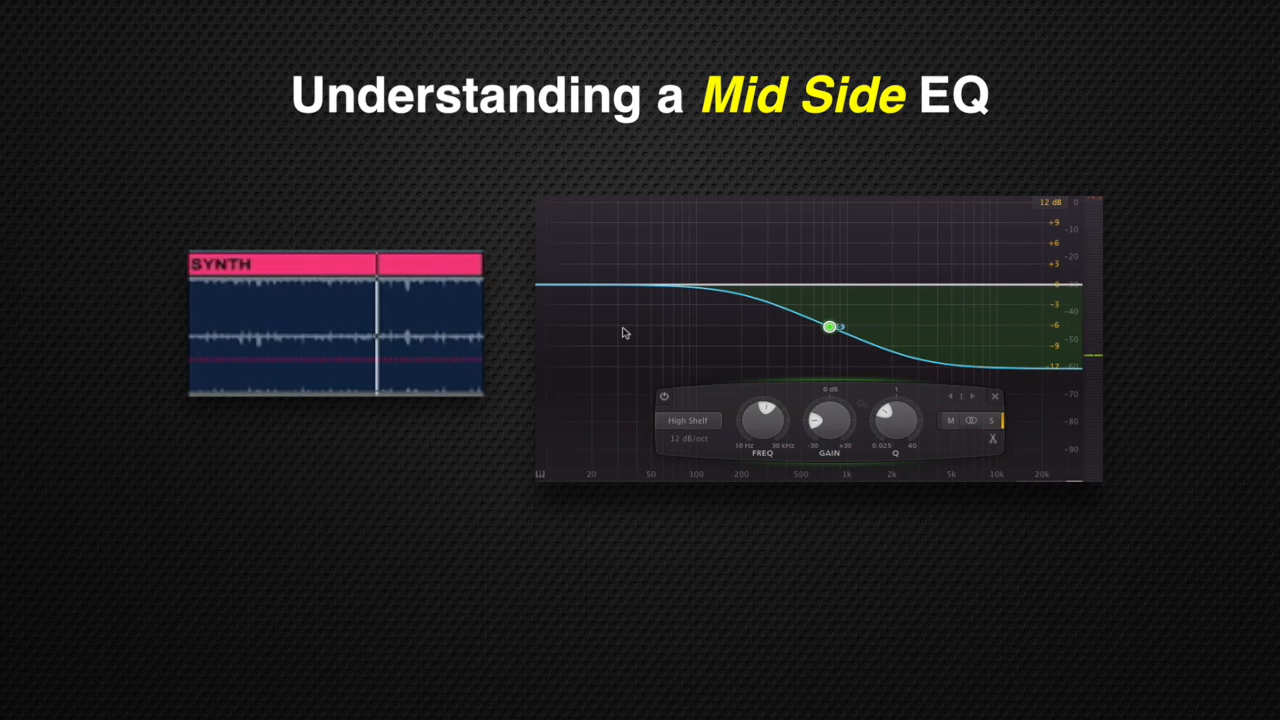 Understanding a Mid Side EQ
SYNTH
12 dB 0
+9 -10
+6 -20
+3
0 -30
-3 -40
-6 -50
-9
-12 -60
-70
-80
-90
0 dB 1
High Shelf
12 dB/oct
M S
10 Hz 30 kHz -30 +30 0.025 40
FREQ GAIN Q
20 50 100 200 500 1k 2k 5k 10k 20k